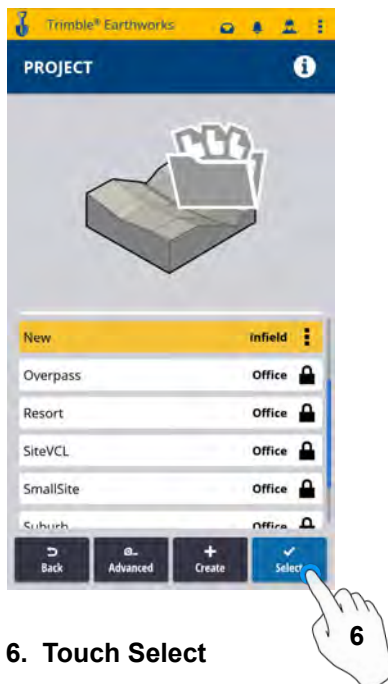 Trimble® Earthworks
PROJECT
New Infield
Overpass Office
Resort Office
SiteVCL Office
SmallSite Office
Suburb Office
Back Advanced Create Select
6
6. Touch Select